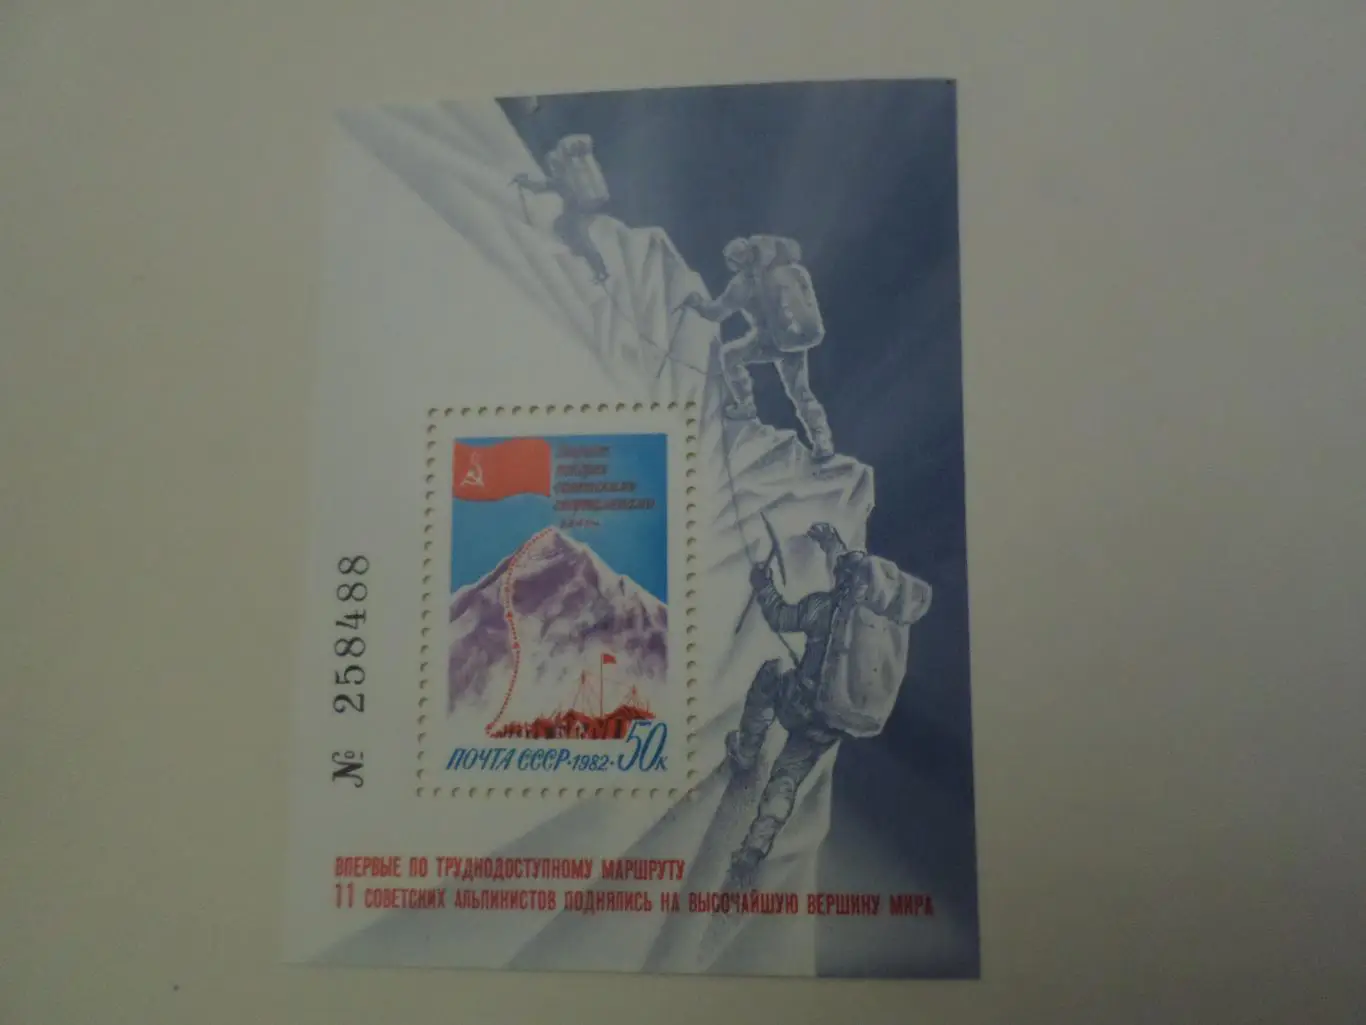 ПОЧТА СССР·1982· 50к
№ 258488
ВПЕРВЫЕ ПО ТРУДНОДОСТУПНОМУ МАРШРУТУ
11 СОВЕТСКИХ АЛЬПИНИСТОВ ПОДНЯЛИСЬ НА ВЫСОЧАЙШУЮ ВЕРШИНУ МИРА